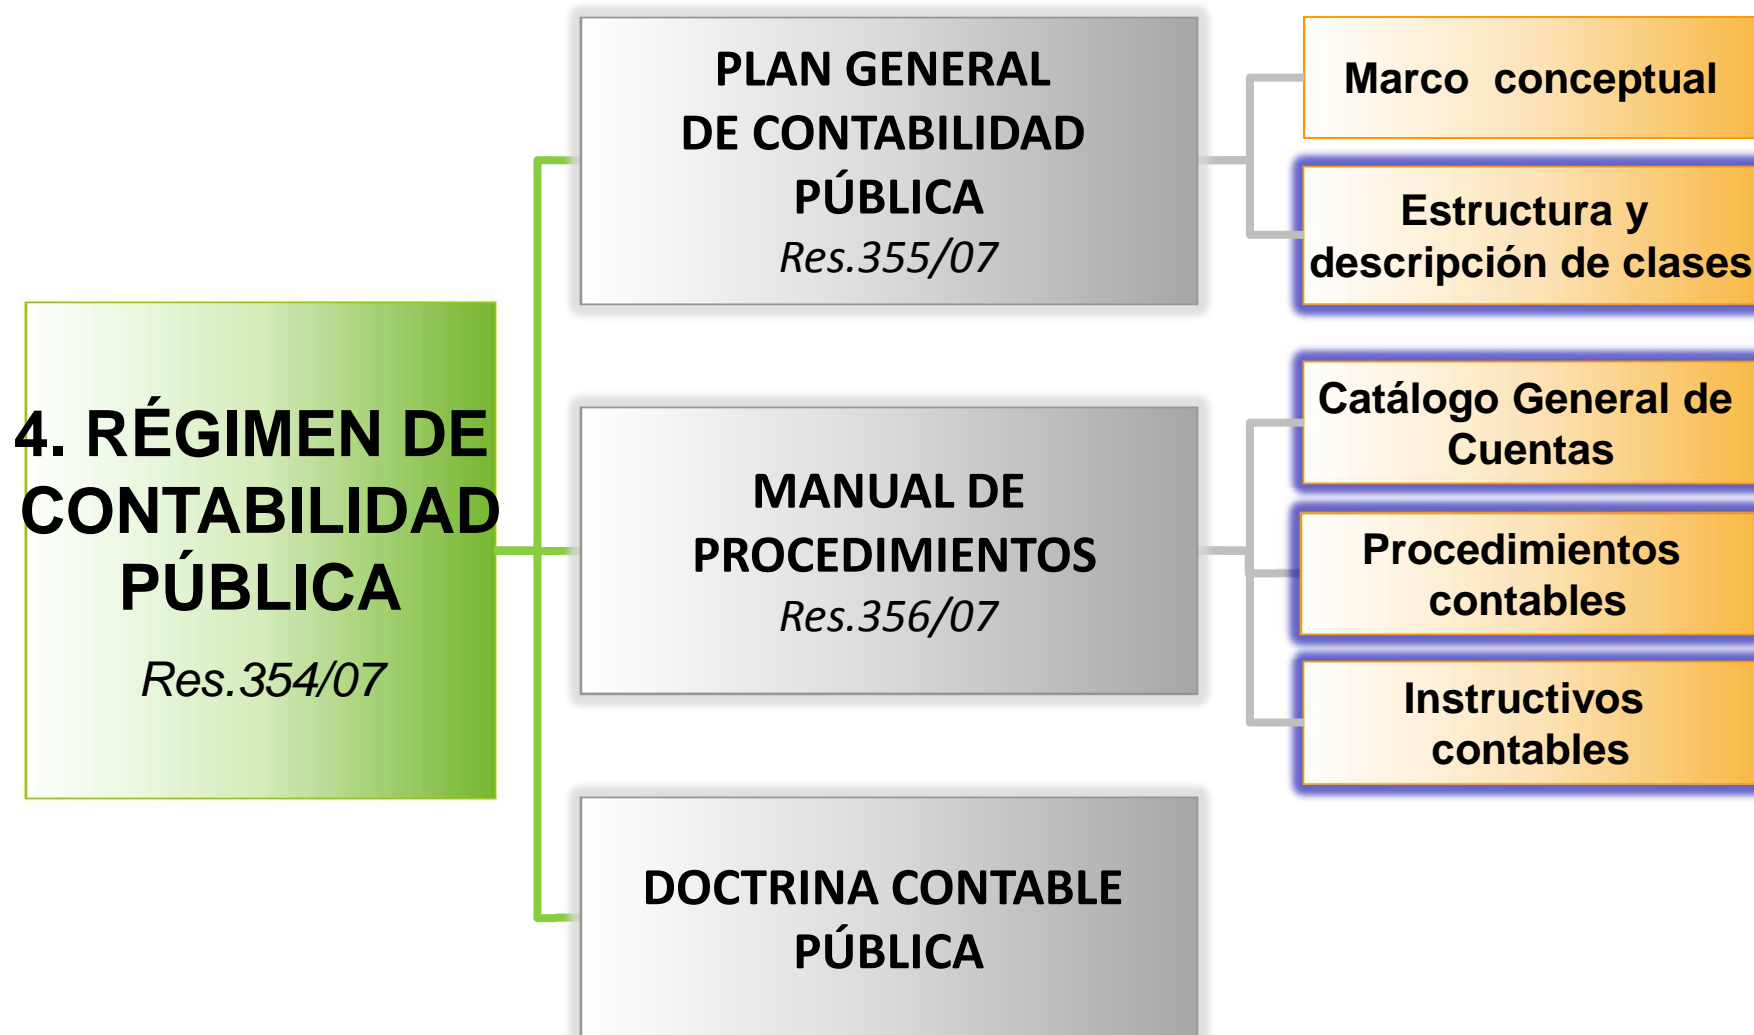 4. RÉGIMEN DE
CONTABILIDAD
PÚBLICA
Res.354/07
PLAN GENERAL
DE CONTABILIDAD
PÚBLICA
Res.355/07
Marco conceptual
Estructura y
descripción de clases
MANUAL DE
PROCEDIMIENTOS
Res.356/07
Catálogo General de
Cuentas
Procedimientos
contables
Instructivos
contables
DOCTRINA CONTABLE
PÚBLICA